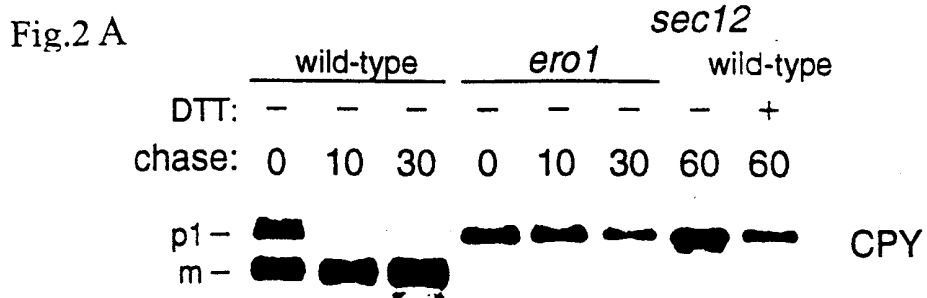 Fig.2 A
sec12
wild-type ero1 wild-type
DTT: - - - - - - - +
chase: 0 10 30 0 10 30 60 60
p1 -
m -
CPY